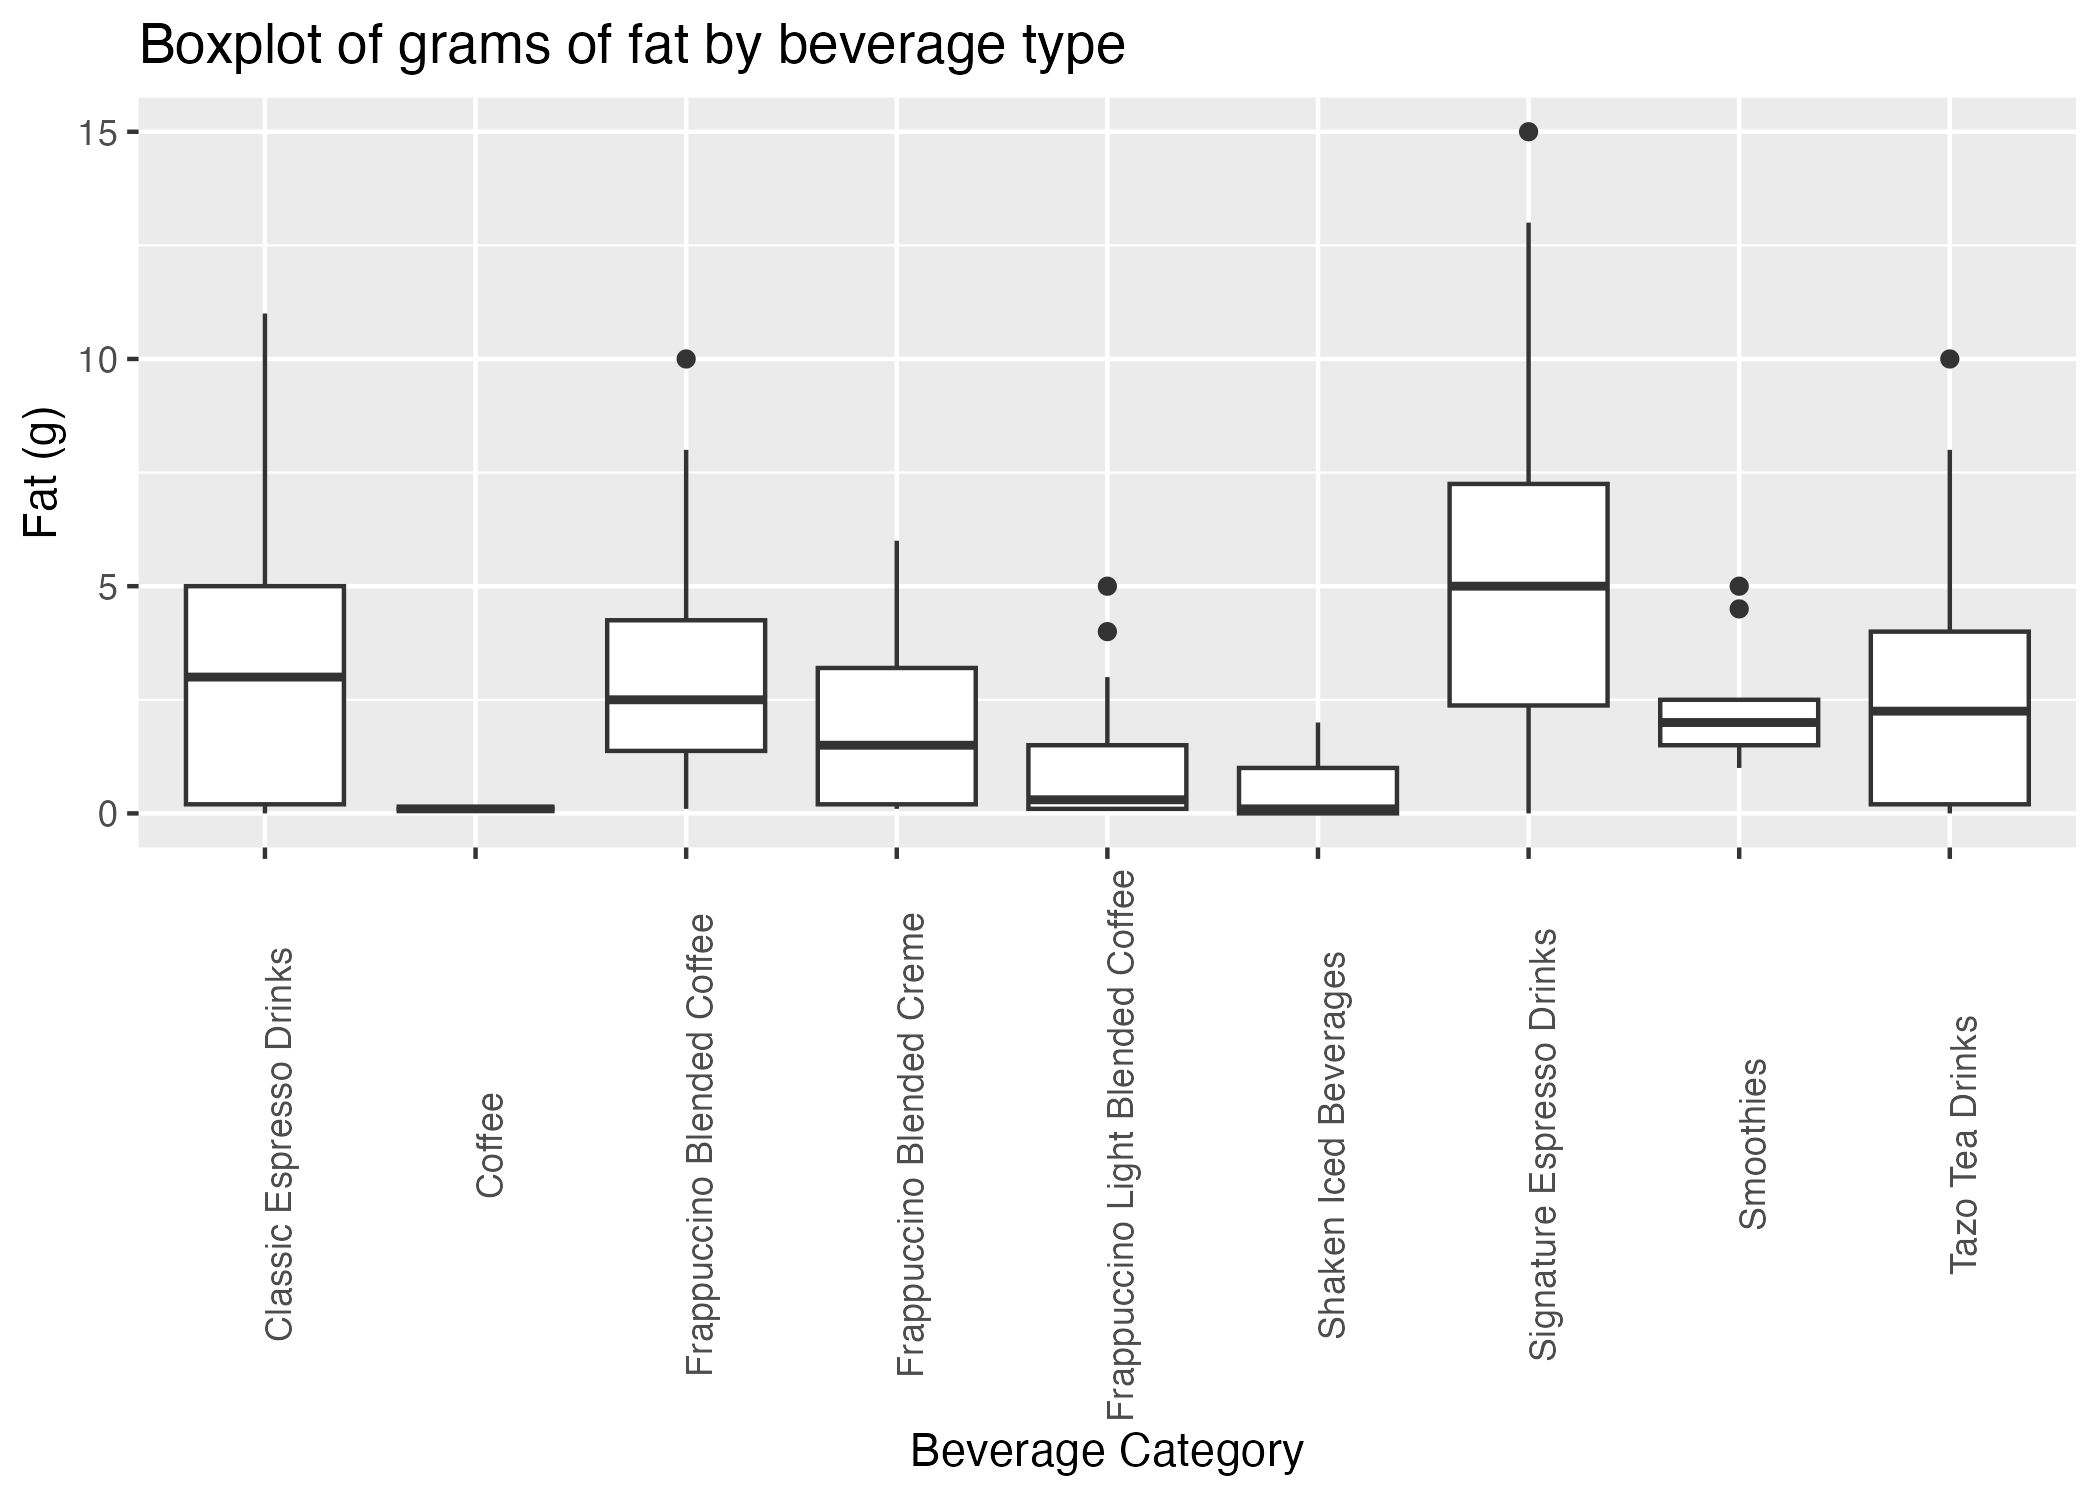 Boxplot of grams of fat by beverage type
15
10
5
0
Fat (g)
Classic Espresso Drinks
Coffee
Frappuccino Blended Coffee
Frappuccino Blended Creme
Frappuccino Light Blended Coffee
Shaken Iced Beverages
Signature Espresso Drinks
Smoothies
Tazo Tea Drinks
Beverage Category